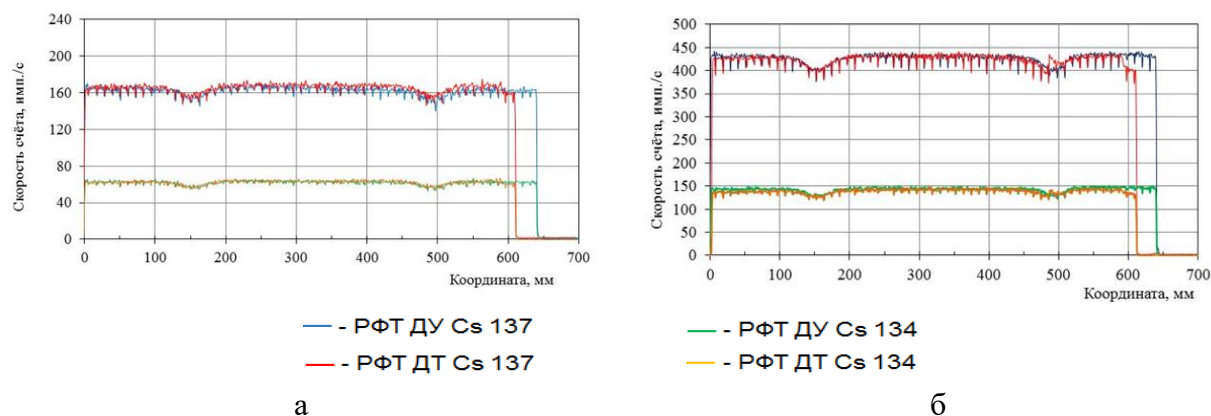 240
200
160
120
80
40
0
Скорость счёта, имп./с
0 100 200 300 400 500 600 700
Координата, мм
500
450
400
350
300
250
200
150
100
50
0
Скорость счёта, имп./с
0 100 200 300 400 500 600 700
Координата, мм
- РФТ ДУ Cs 137
- РФТ ДТ Cs 137
- РФТ ДУ Cs 134
- РФТ ДТ Cs 134
а
б